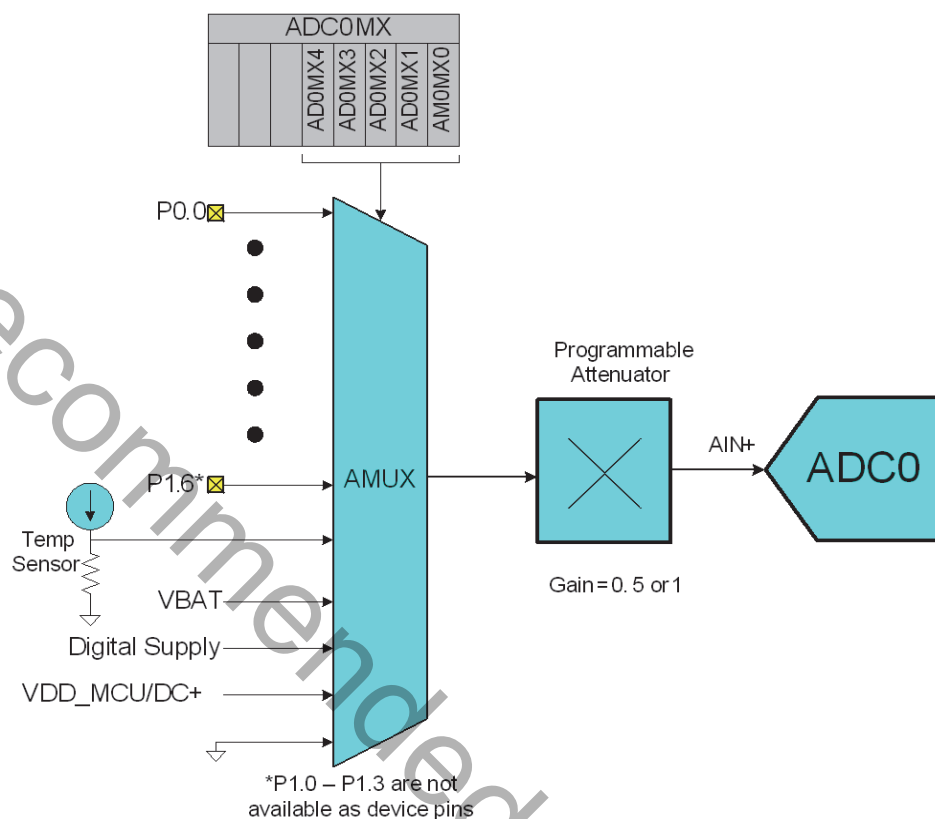 ADC0MX
AD0MX4
AD0MX3
AD0MX2
AD0MX1
AM0MX0
P0.0
Programmable
Attenuator
AIN+
ADC0
P1.6*
AMUX
Temp
Sensor
Gain=0.5 or 1
VBAT
Digital Supply
VDD_MCU/DC+
*P1.0 – P1.3 are not
available as device pins
ecommended